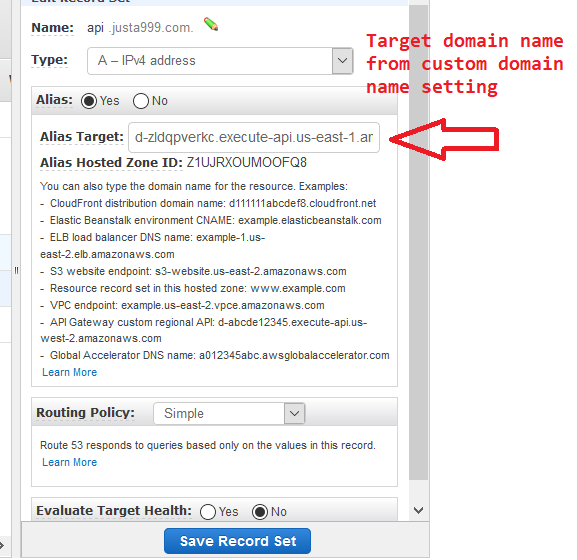 Name: api .justa999.com.
Target domain name
from custom domain
name setting
Type: A – IPv4 address
Alias: Yes No
Alias Target: d-zldqpverkc.execute-api.us-east-1.am
Alias Hosted Zone ID: Z1UJRXOUMOOFQ8
You can also type the domain name for the resource. Examples:
- CloudFront distribution domain name: d111111abcdef8.cloudfront.net
- Elastic Beanstalk environment CNAME: example.elasticbeanstalk.com
- ELB load balancer DNS name: example-1.us-
east-2.elb.amazonaws.com
- S3 website endpoint: s3-website.us-east-2.amazonaws.com
- Resource record set in this hosted zone: www.example.com
- VPC endpoint: example.us-east-2.vpce.amazonaws.com
- API Gateway custom regional API: d-abcde12345.execute-api.us-
west-2.amazonaws.com
- Global Accelerator DNS name: a012345abc.awsglobalaccelerator.com
Learn More
Routing Policy: Simple
Route 53 responds to queries based only on the values in this record.
Learn More
Evaluate Target Health: Yes No
Save Record Set